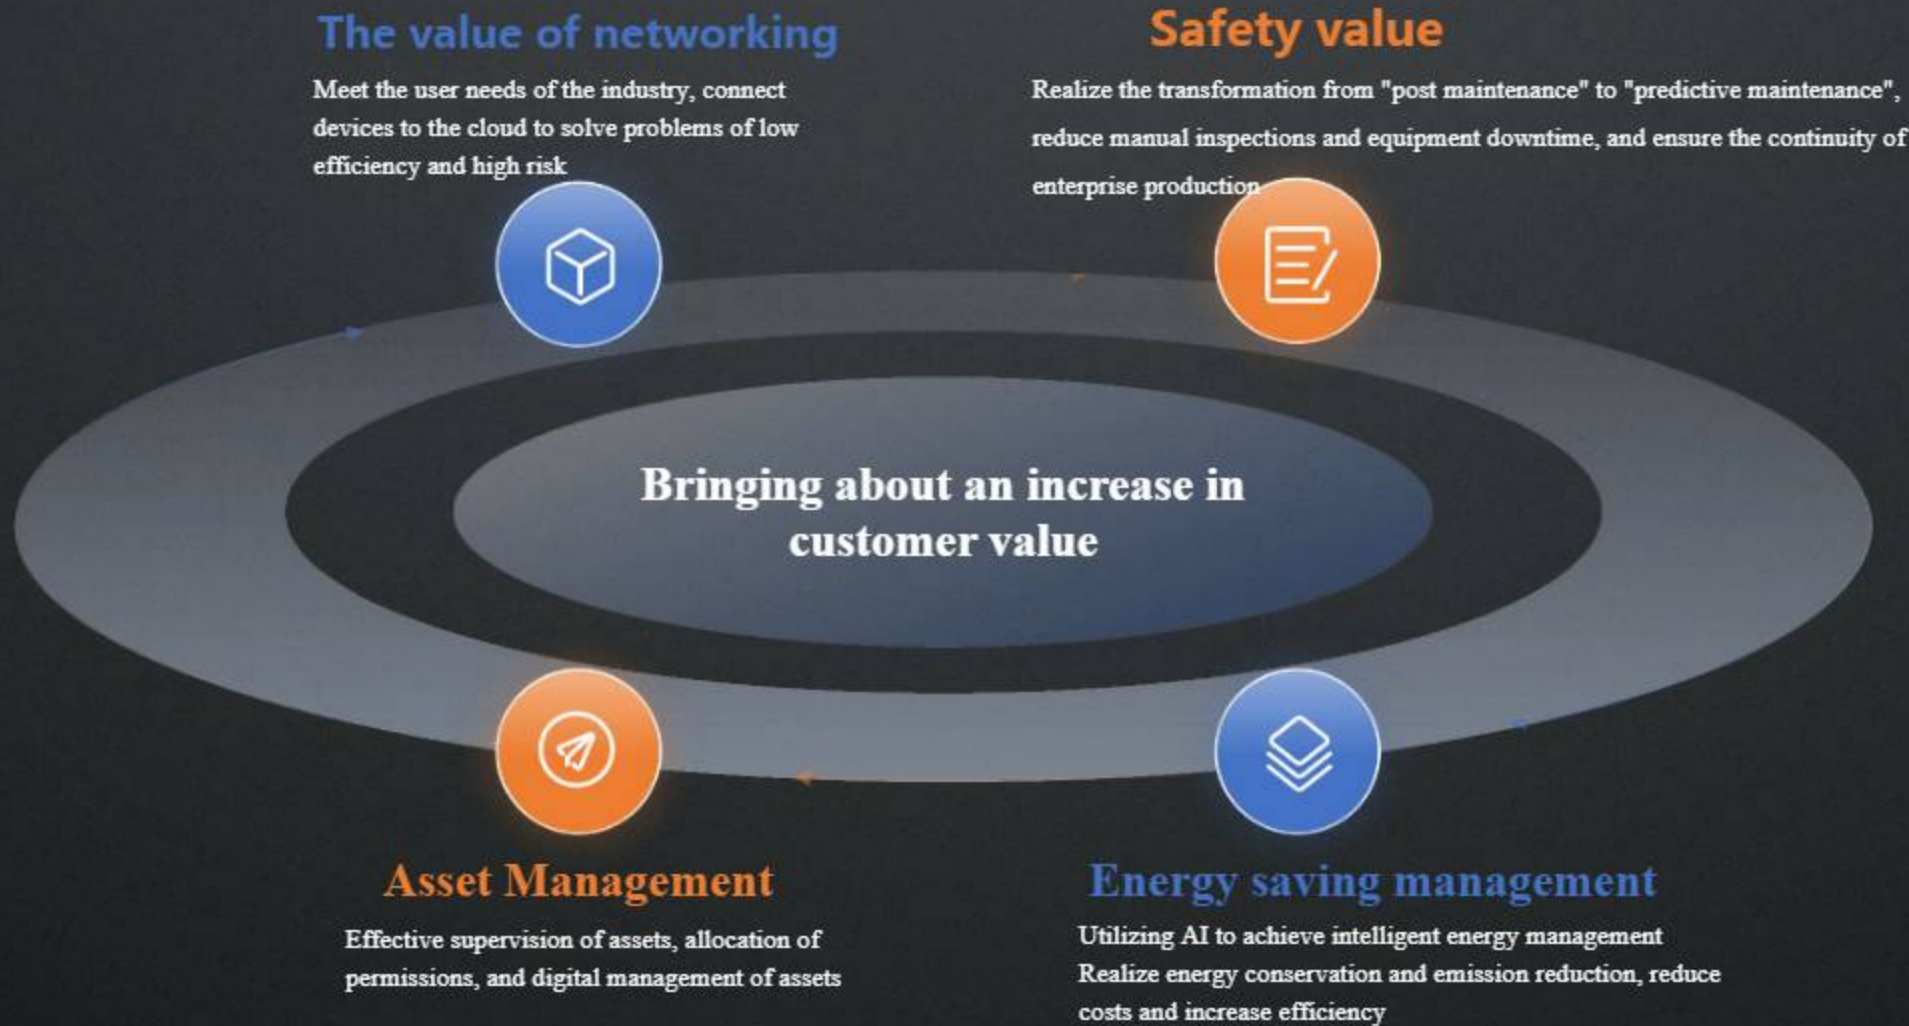 The value of networking
Meet the user needs of the industry, connect
devices to the cloud to solve problems of low
efficiency and high risk
Safety value
Realize the transformation from "post maintenance" to "predictive maintenance",
reduce manual inspections and equipment downtime, and ensure the continuity of
enterprise production
Bringing about an increase in
customer value
Asset Management
Effective supervision of assets, allocation of
permissions, and digital management of assets
Energy saving management
Utilizing AI to achieve intelligent energy management
Realize energy conservation and emission reduction, reduce
costs and increase efficiency